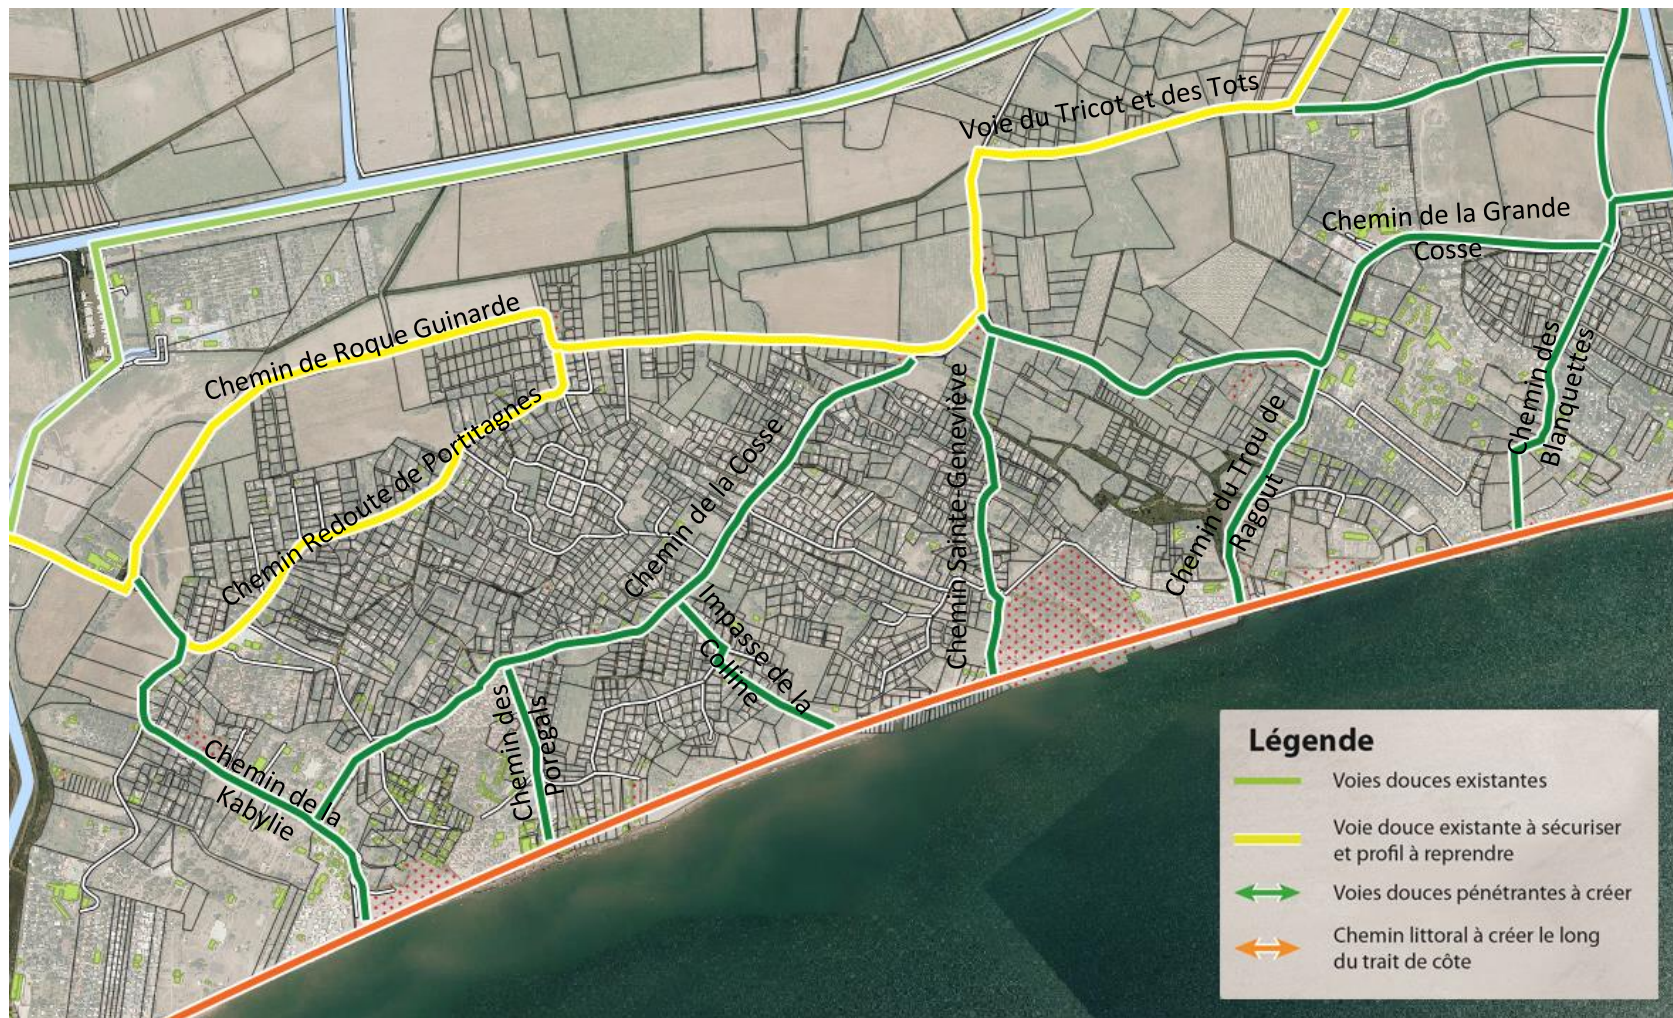 Voie du Tricot et des Tots
Chemin de la Grande
Cosse
Chemin de Roque Guinarde
Chemin Redoute de Portitagnes
Chemin de la Cosse
Chemin Sainte-Geneviève
Chemin du Trou de
Ragout
Chemin des
Blanquettes
Impasse de la
Colline
Chemin des
Poregals
Chemin de la
Kabylie
Légende
Voies douces existantes
Voie douce existante à sécuriser
et profil à reprendre
Voies douces pénétrantes à créer
Chemin littoral à créer le long
du trait de côte